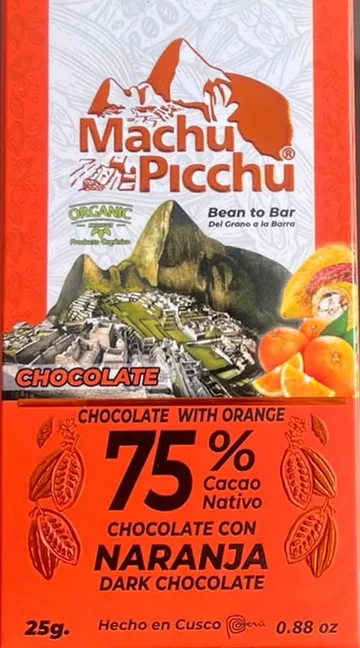 Machu
Picchu®
ORGANIC
PREMIUM
Producto Orgánico
Bean to Bar
Del Grano a la Barra
CHOCOLATE
CHOCOLATE WITH ORANGE
75%
Cacao
Nativo
CHOCOLATE CON
NARANJA
DARK CHOCOLATE
25g.
Hecho en Cusco
Perú
0.88 oz